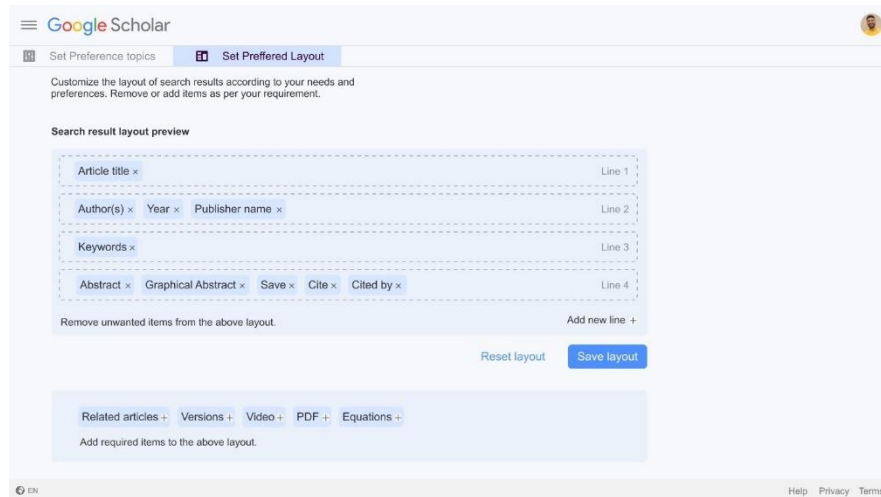 Google Scholar
Set Preference topics
Set Preffered Layout
Customize the layout of search results according to your needs and
preferences. Remove or add items as per your requirement.
Search result layout preview
Article title × Line 1
Author(s) × Year × Publisher name × Line 2
Keywords × Line 3
Abstract × Graphical Abstract × Save × Cite × Cited by × Line 4
Remove unwanted items from the above layout. Add new line +
Reset layout Save layout
Related articles + Versions + Video + PDF + Equations +
Add required items to the above layout.
EN Help Privacy Terms